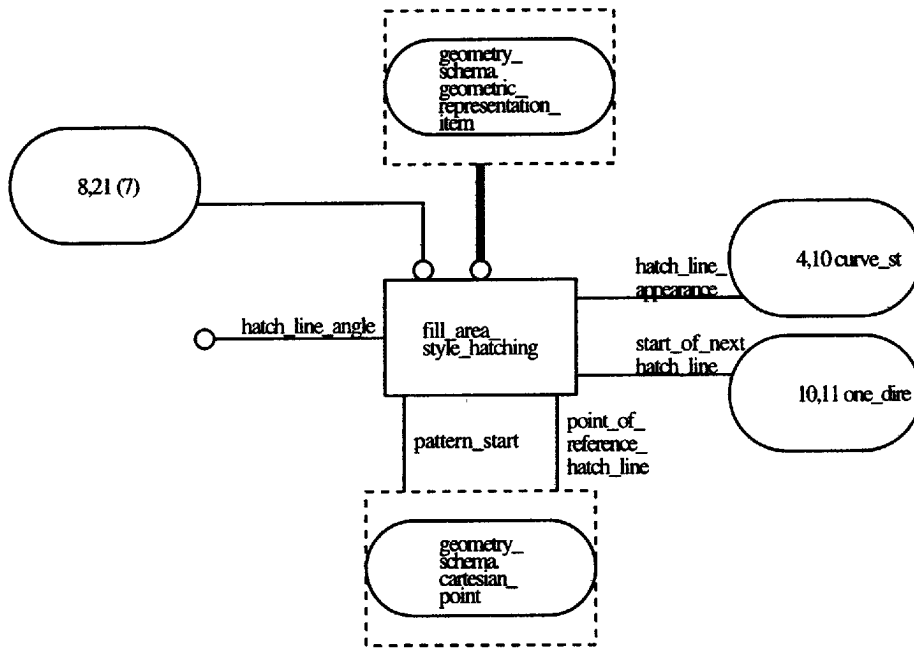 geometry_
schema.
geometric_
representation_
item
8,21 (7)
hatch_line_
appearance
4,10 curve_st
hatch_line_angle
fill_area_
style_hatching
start_of_next
hatch_line
10,11 one_dire
pattern_start
point_of_
reference_
hatch_line
geometry_
schema.
cartesian_
point